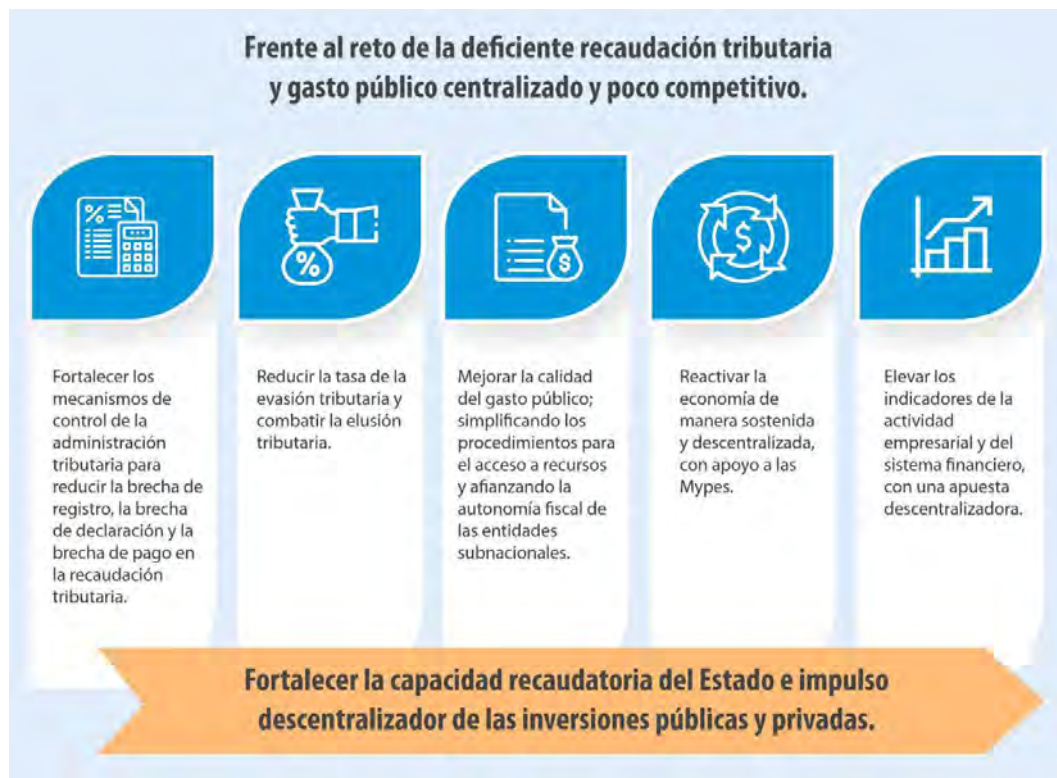 Frente al reto de la deficiente recaudación tributaria
y gasto público centralizado y poco competitivo.
Fortalecer los
mecanismos de
control de la
administración
tributaria para
reducir la brecha de
registro, la brecha
de declaración y la
brecha de pago en
la recaudación
tributaria.
Reducir la tasa de la
evasión tributaria y
combatir la elusión
tributaria.
Mejorar la calidad
del gasto público;
simplificando los
procedimientos para
el acceso a recursos
y afianzando la
autonomía fiscal de
las entidades
subnacionales.
Reactivar la
economía de
manera sostenida
y descentralizada,
con apoyo a las
Mypes.
Elevar los
indicadores de la
actividad
empresarial y del
sistema financiero,
con una apuesta
descentralizadora.
Fortalecer la capacidad recaudatoria del Estado e impulso
descentralizador de las inversiones públicas y privadas.